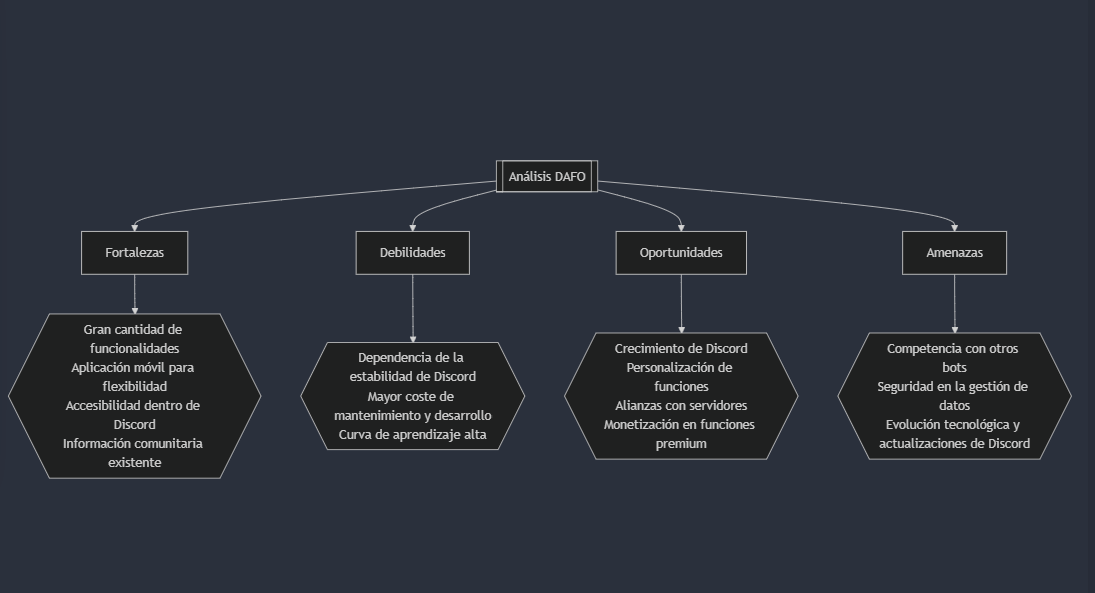 Análisis DAFO
Fortalezas
Debilidades
Oportunidades
Amenazas
Gran cantidad de
funcionalidades
Aplicación móvil para
flexibilidad
Accesibilidad dentro de
Discord
Información comunitaria
existente
Dependencia de la
estabilidad de Discord
Mayor coste de
mantenimiento y desarrollo
Curva de aprendizaje alta
Crecimiento de Discord
Personalización de
funciones
Alianzas con servidores
Monetización en funciones
premium
Competencia con otros
bots
Seguridad en la gestión de
datos
Evolución tecnológica y
actualizaciones de Discord